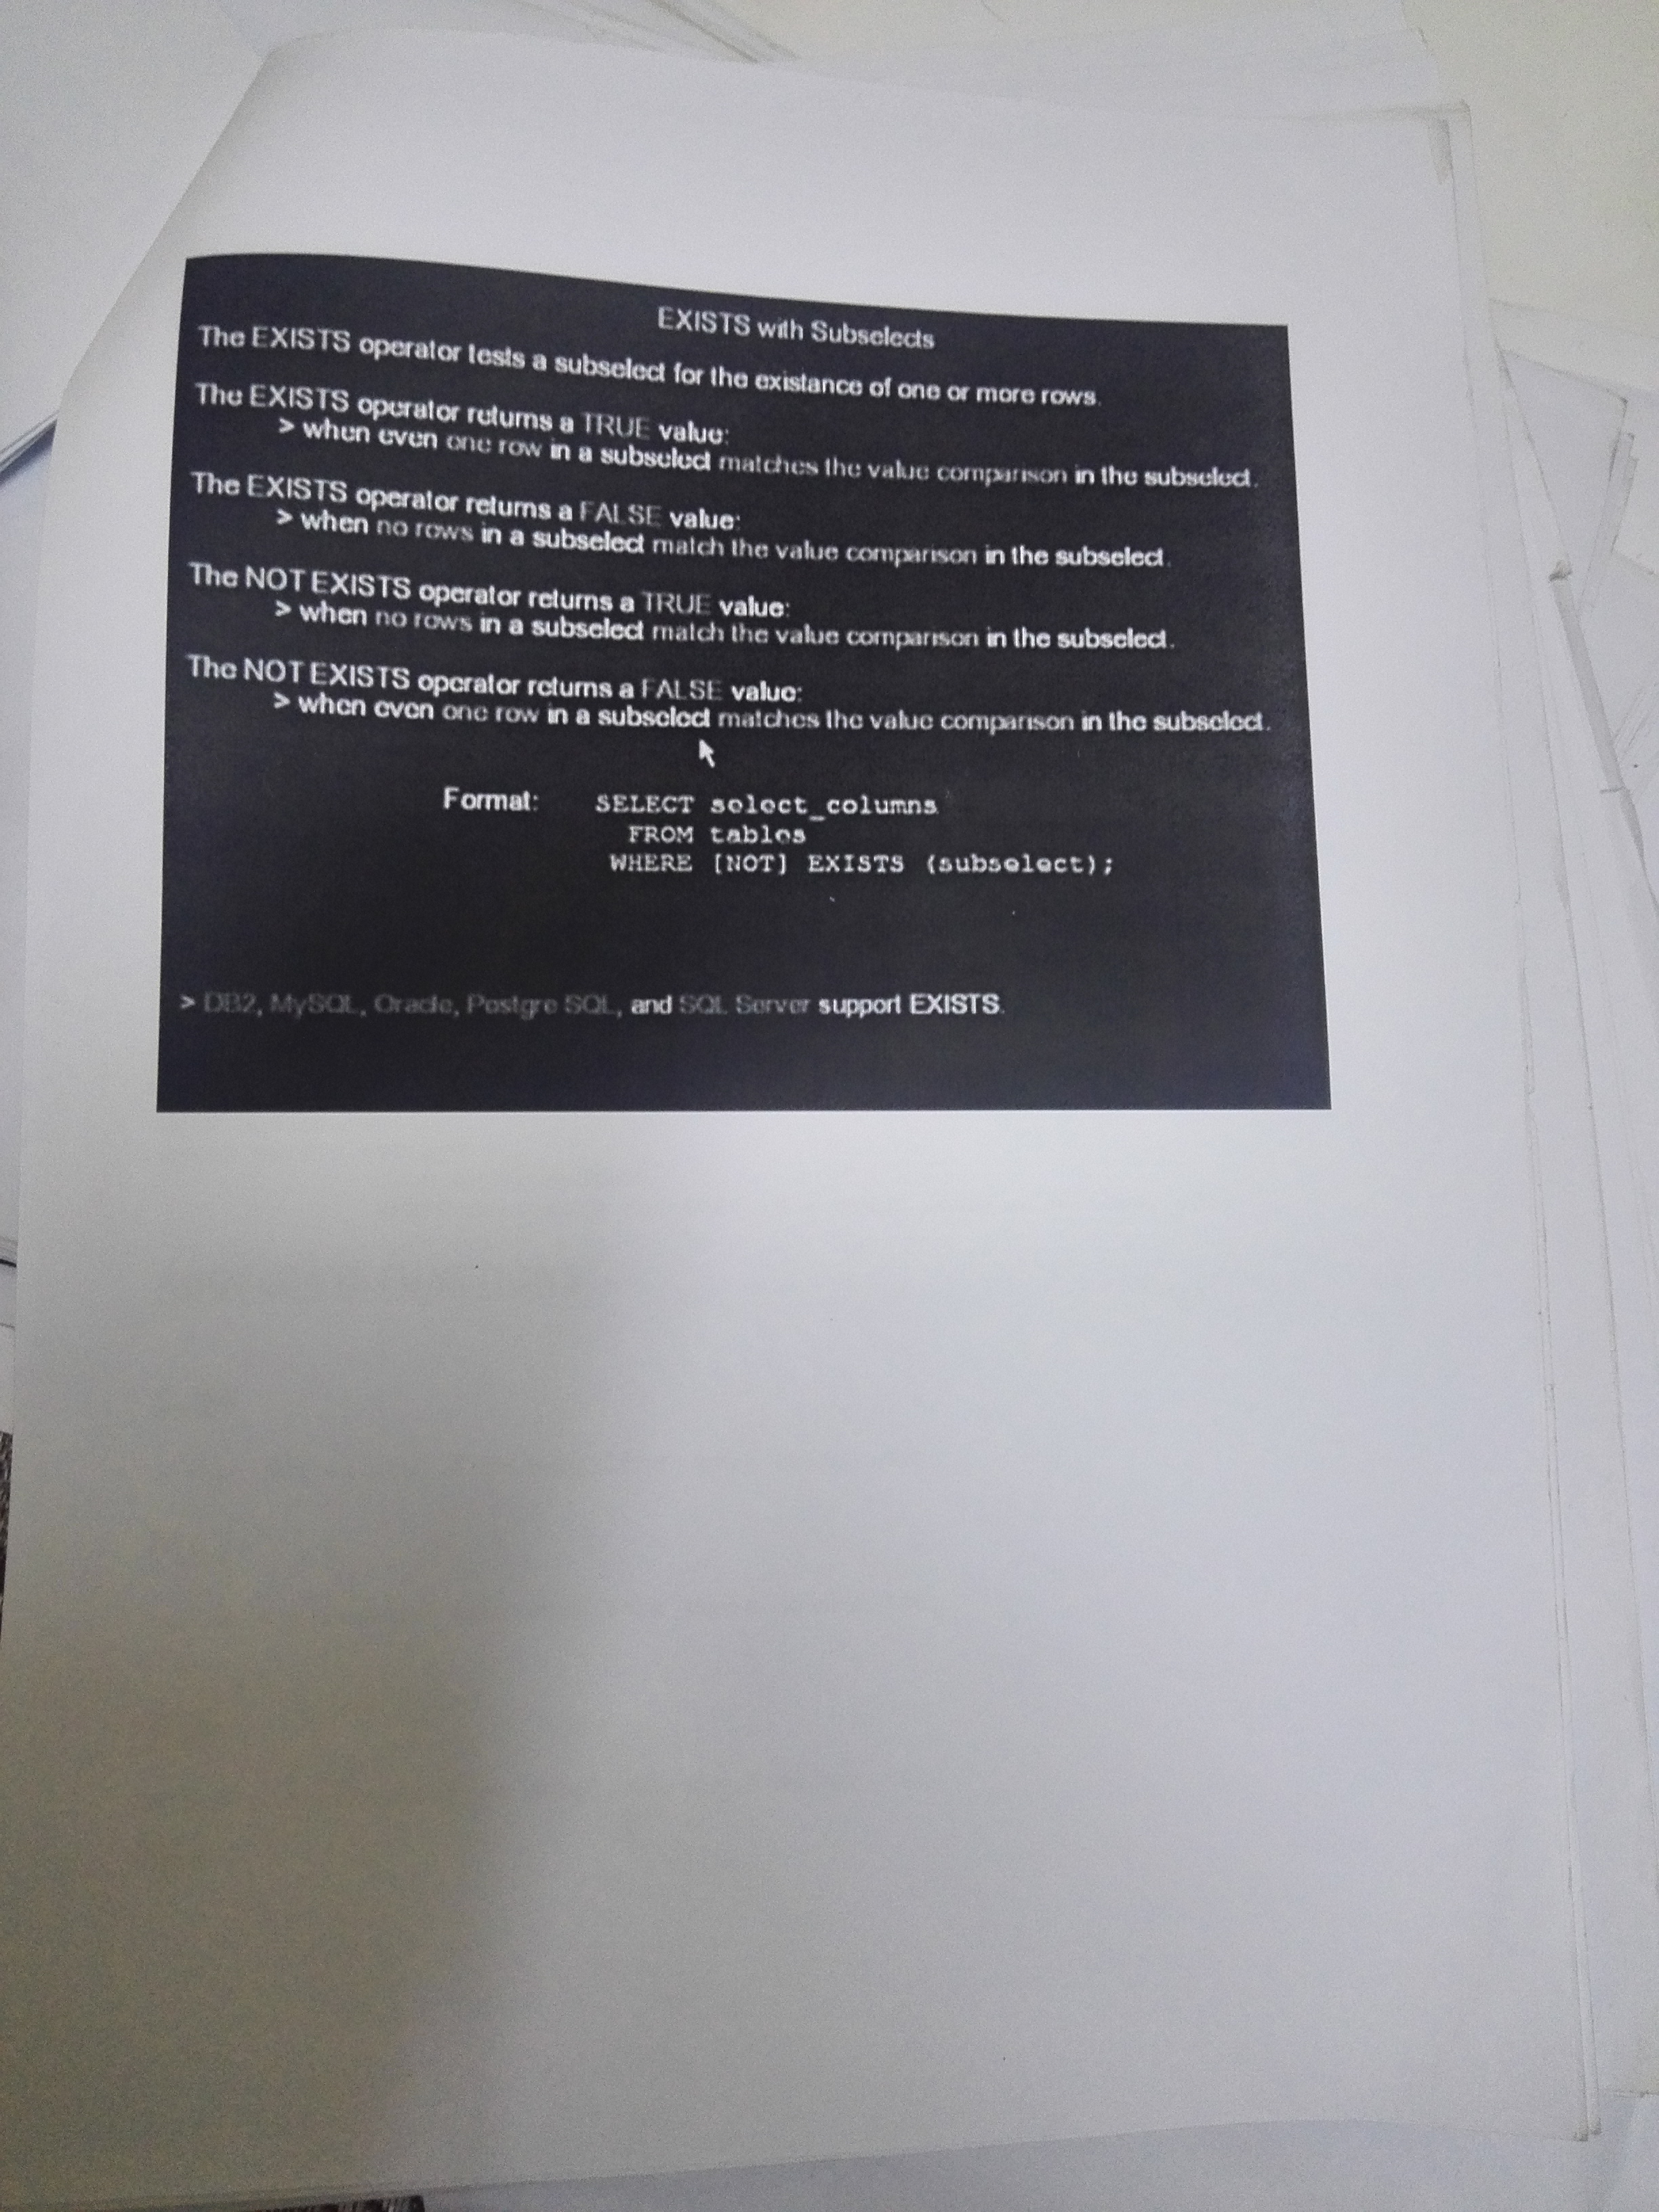 EXISTS with Subselects
The EXISTS operator tests a subselect for the existance of one or more rows.
The EXISTS operator returns a TRUE value:
> when even one row in a subselect matches the value comparison in the subselect.
The EXISTS operator returns a FALSE value:
> when no rows in a subselect match the value comparison in the subselect.
The NOT EXISTS operator returns a TRUE value:
> when no rows in a subselect match the value comparison in the subselect.
The NOT EXISTS operator returns a FALSE value:
> when even one row in a subselect matches the value comparison in the subselect.
Format: SELECT select_columns
FROM tables
WHERE [NOT] EXISTS (subselect);
> DB2, MySQL, Oracle, Postgre SQL, and SQL Server support EXISTS.